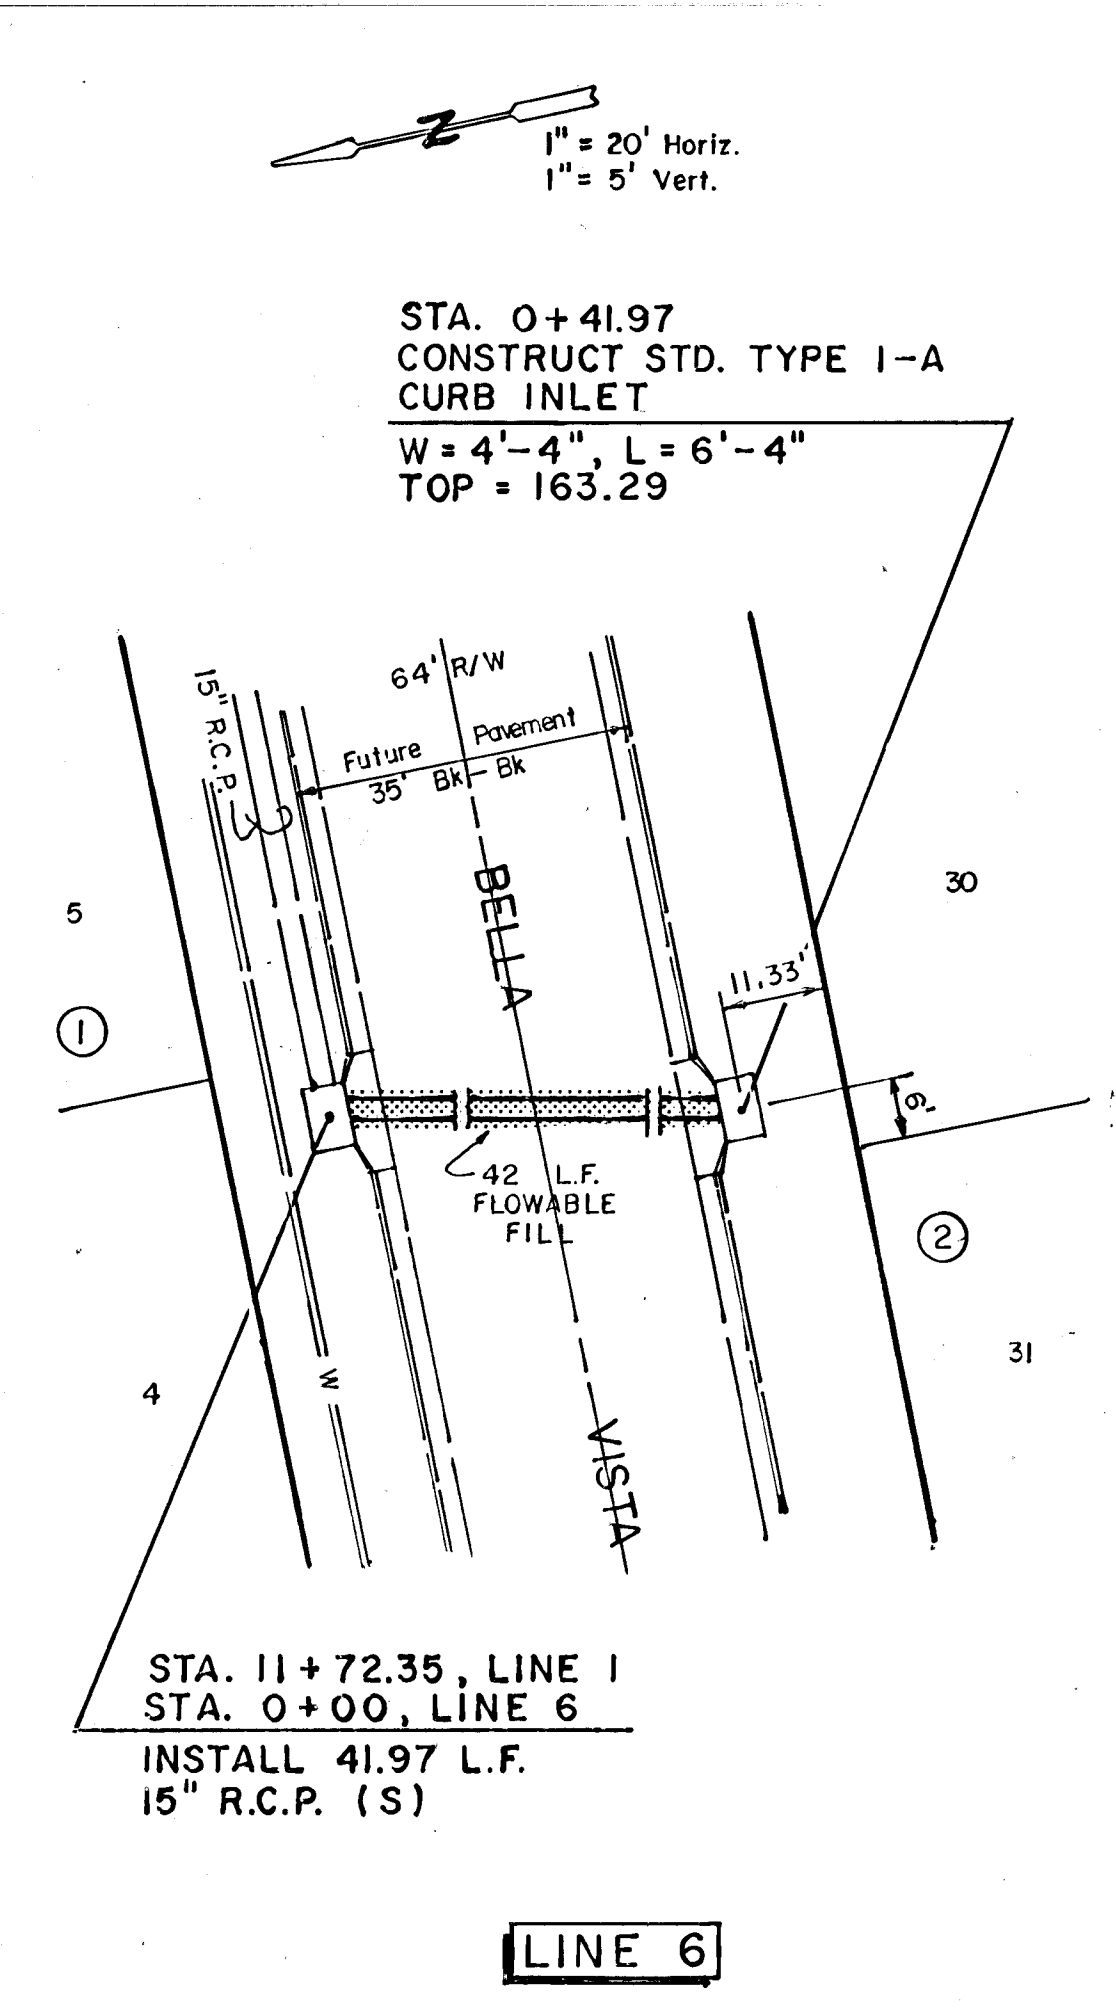 N
1" = 20' Horiz.
1" = 5' Vert.
STA. 0+41.97
CONSTRUCT STD. TYPE 1-A
CURB INLET
W = 4'-4", L = 6'-4"
TOP = 163.29
64' R/W
15" R.C.P.
Future Pavement
35' Bk - Bk
BELLA
5
30
11.33'
1
6'
42 L.F.
FLOWABLE
FILL
2
31
4
W
VISTA
STA. 11+72.35, LINE 1
STA. 0+00, LINE 6
INSTALL 41.97 L.F.
15" R.C.P. (S)
LINE 6